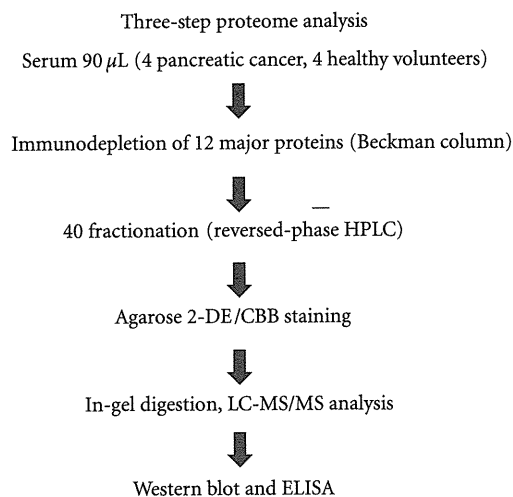 Three-step proteome analysis
Serum 90 μL (4 pancreatic cancer, 4 healthy volunteers)
Immunodepletion of 12 major proteins (Beckman column)
40 fractionation (reversed-phase HPLC)
Agarose 2-DE/CBB staining
In-gel digestion, LC-MS/MS analysis
Western blot and ELISA